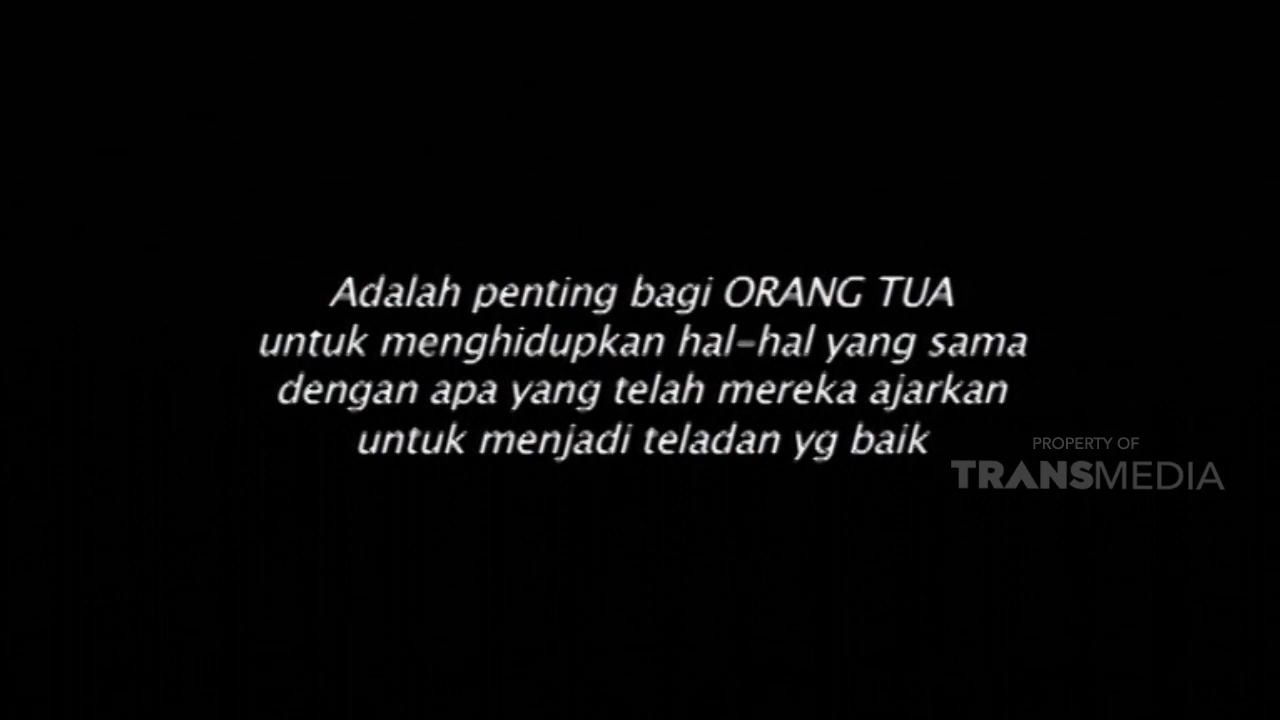 Adalah penting bagi ORANG TUA
untuk menghidupkan hal-hal yang sama
dengan apa yang telah mereka ajarkan
untuk menjadi teladan yg baik
PROPERTY OF
TRANSMEDIA